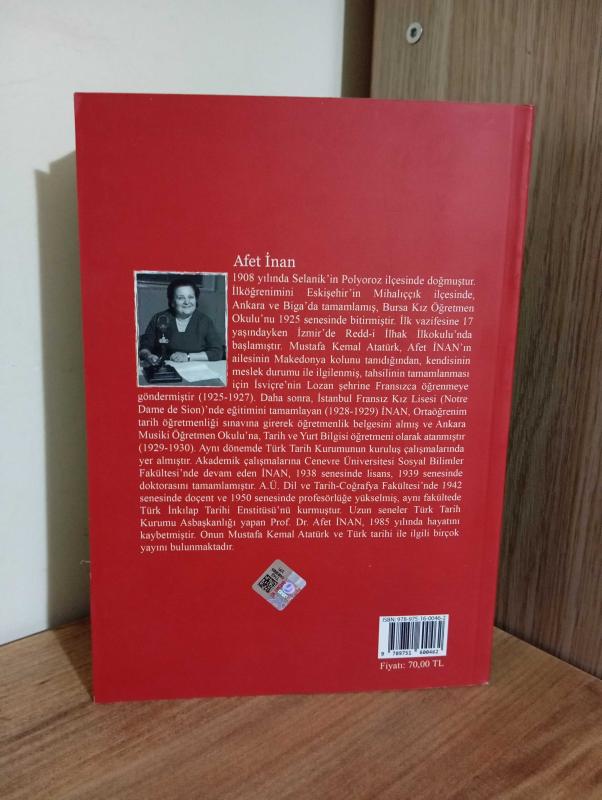 Afet İnan
1908 yılında Selanik'in Polyoroz ilçesinde doğmuştur.
İlköğrenimini Eskişehir'in Mihalıççık ilçesinde,
Ankara ve Biga'da tamamlamış, Bursa Kız Öğretmen
Okulu'nu 1925 senesinde bitirmiştir. İlk vazifesine 17
yaşındayken İzmir'de Redd-i İlhak İlkokulu'nda
başlamıştır. Mustafa Kemal Atatürk, Afet İNAN'ın
ailesinin Makedonya kolunu tanıdığından, kendisinin
meslek durumu ile ilgilenmiş, tahsilinin tamamlanması
için İsviçre'nin Lozan şehrine Fransızca öğrenmeye
göndermiştir (1925-1927). Daha sonra, İstanbul Fransız Kız Lisesi (Notre
Dame de Sion)'nde eğitimini tamamlayan (1928-1929) İNAN, Ortaöğrenim
tarih öğretmenliği sınavına girerek öğretmenlik belgesini almış ve Ankara
Musiki Öğretmen Okulu'na, Tarih ve Yurt Bilgisi öğretmeni olarak atanmıştır
(1929-1930). Aynı dönemde Türk Tarih Kurumunun kuruluş çalışmalarında
yer almıştır. Akademik çalışmalarına Cenevre Üniversitesi Sosyal Bilimler
Fakültesi'nde devam eden İNAN, 1938 senesinde lisans, 1939 senesinde
doktorasını tamamlamıştır. A.Ü. Dil ve Tarih-Coğrafya Fakültesi'nde 1942
senesinde doçent ve 1950 senesinde profesörlüğe yükselmiş, aynı fakültede
Türk İnkılap Tarihi Enstitüsü'nü kurmuştur. Uzun seneler Türk Tarih
Kurumu Asbaşkanlığı yapan Prof. Dr. Afet İNAN, 1985 yılında hayatını
kaybetmiştir. Onun Mustafa Kemal Atatürk ve Türk tarihi ile ilgili birçok
yayını bulunmaktadır.
ISBN: 978-975-16-0046-2
9 789751 600462
Fiyatı: 70,00 TL